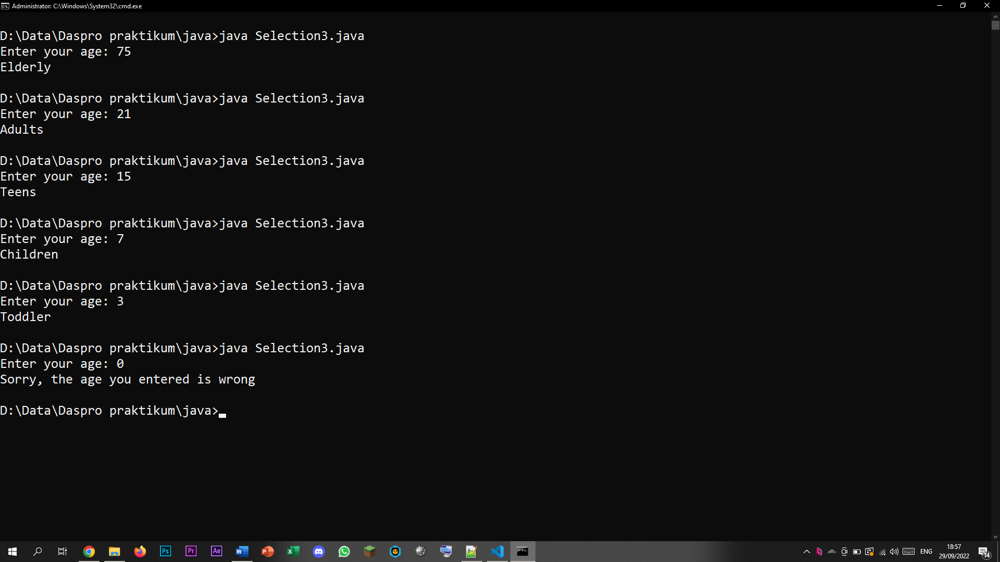 Administrator: C:\Windows\System32\cmd.exe
D:\Data\Daspro praktikum\java>java Selection3.java
Enter your age: 75
Elderly
D:\Data\Daspro praktikum\java>java Selection3.java
Enter your age: 21
Adults
D:\Data\Daspro praktikum\java>java Selection3.java
Enter your age: 15
Teens
D:\Data\Daspro praktikum\java>java Selection3.java
Enter your age: 7
Children
D:\Data\Daspro praktikum\java>java Selection3.java
Enter your age: 3
Toddler
D:\Data\Daspro praktikum\java>java Selection3.java
Enter your age: 0
Sorry, the age you entered is wrong
D:\Data\Daspro praktikum\java>
Ps Pr Ae W P X ENG
18:57
29/09/2022
14